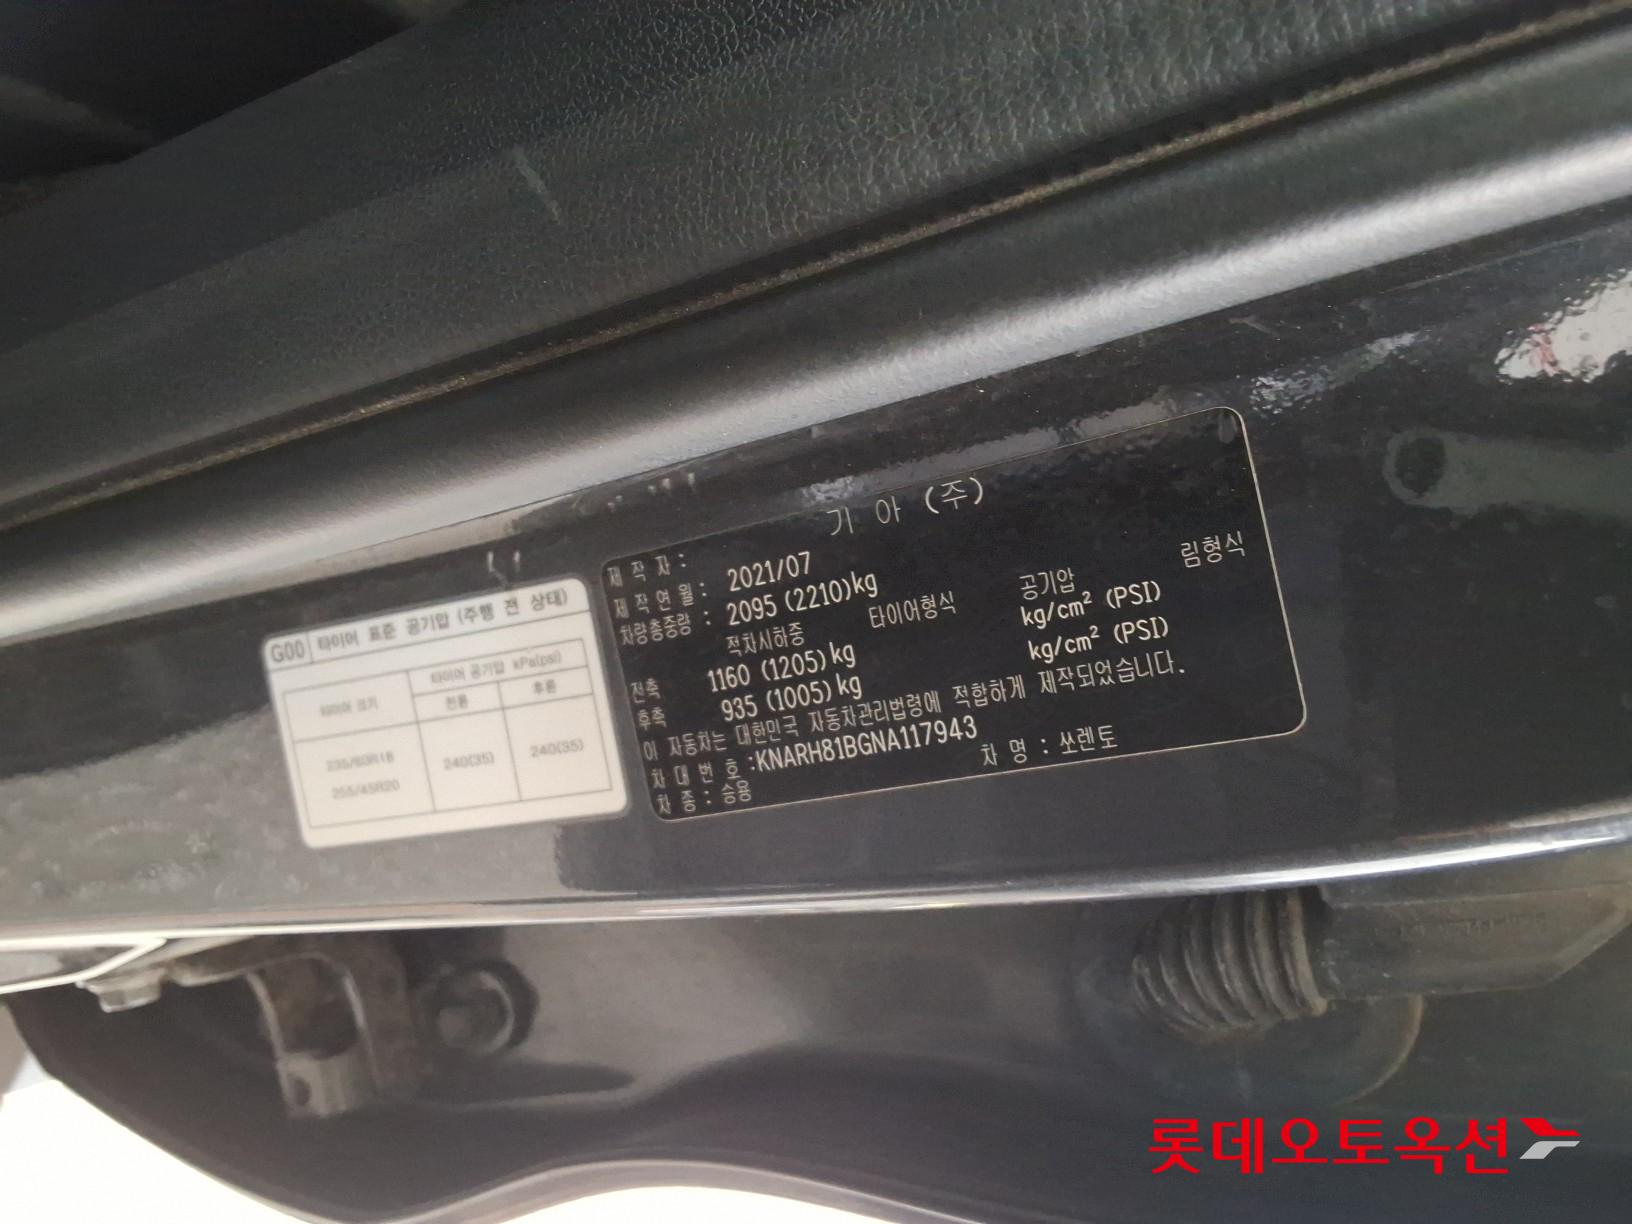 G00 타이어 표준 공기압 (주행 전 상태)
타이어 크기 타이어 공기압 kPa(psi)
전륜 후륜
235/60R18 240(35) 240(35)
255/45R20
제 작 자 : 기 아 (주)
제 작 연 월 : 2021/07
차량총중량 : 2095 (2210)kg
적차시하중 타이어형식 공기압 림형식
전축 1160 (1205)kg kg/cm² (PSI)
후축 935 (1005)kg kg/cm² (PSI)
이 자동차는 대한민국 자동차관리법령에 적합하게 제작되었습니다.
차 대 번 호 :KNARH81BGNA117943
차 종 : 승용 차 명 : 쏘렌토
롯데오토옥션